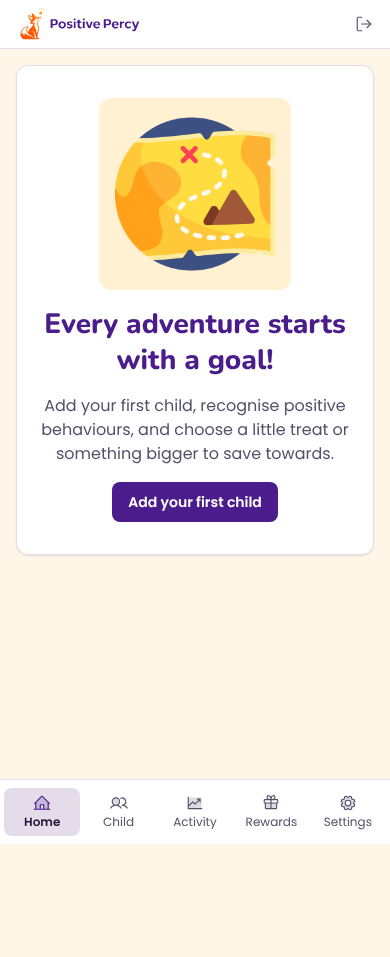 Positive Percy
Every adventure starts
with a goal!
Add your first child, recognise positive
behaviours, and choose a little treat or
something bigger to save towards.
Add your first child
Home
Child
Activity
Rewards
Settings